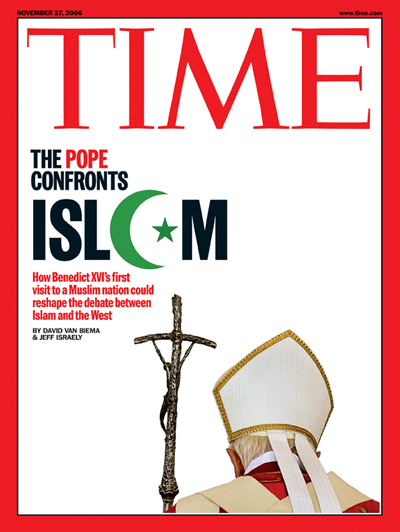 NOVEMBER 27, 2006
www.time.com
TIME
THE POPE
CONFRONTS
ISL☪M
How Benedict XVI's first
visit to a Muslim nation could
reshape the debate between
Islam and the West
BY DAVID VAN BIEMA
& JEFF ISRAELY